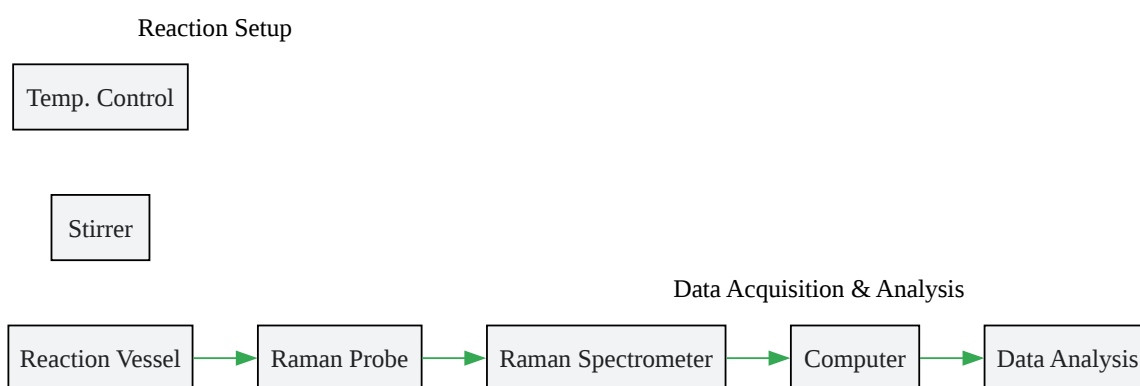 Reaction Setup
Temp. Control
Stirrer
Data Acquisition & Analysis
Reaction Vessel
Raman Probe
Raman Spectrometer
Computer
Data Analysis